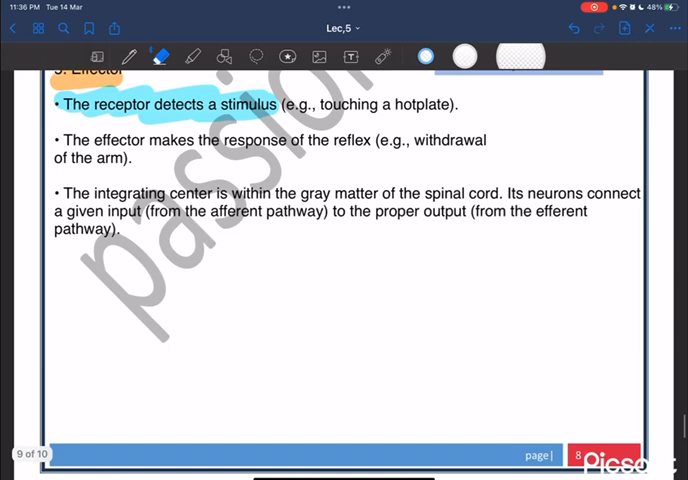 11:36 PM Tue 14 Mar
48%
Lec,5
3. Effector
• The receptor detects a stimulus (e.g., touching a hotplate).
• The effector makes the response of the reflex (e.g., withdrawal
of the arm).
• The integrating center is within the gray matter of the spinal cord. Its neurons connect
a given input (from the afferent pathway) to the proper output (from the efferent
pathway).
passion
9 of 10
page| 8
Picsart